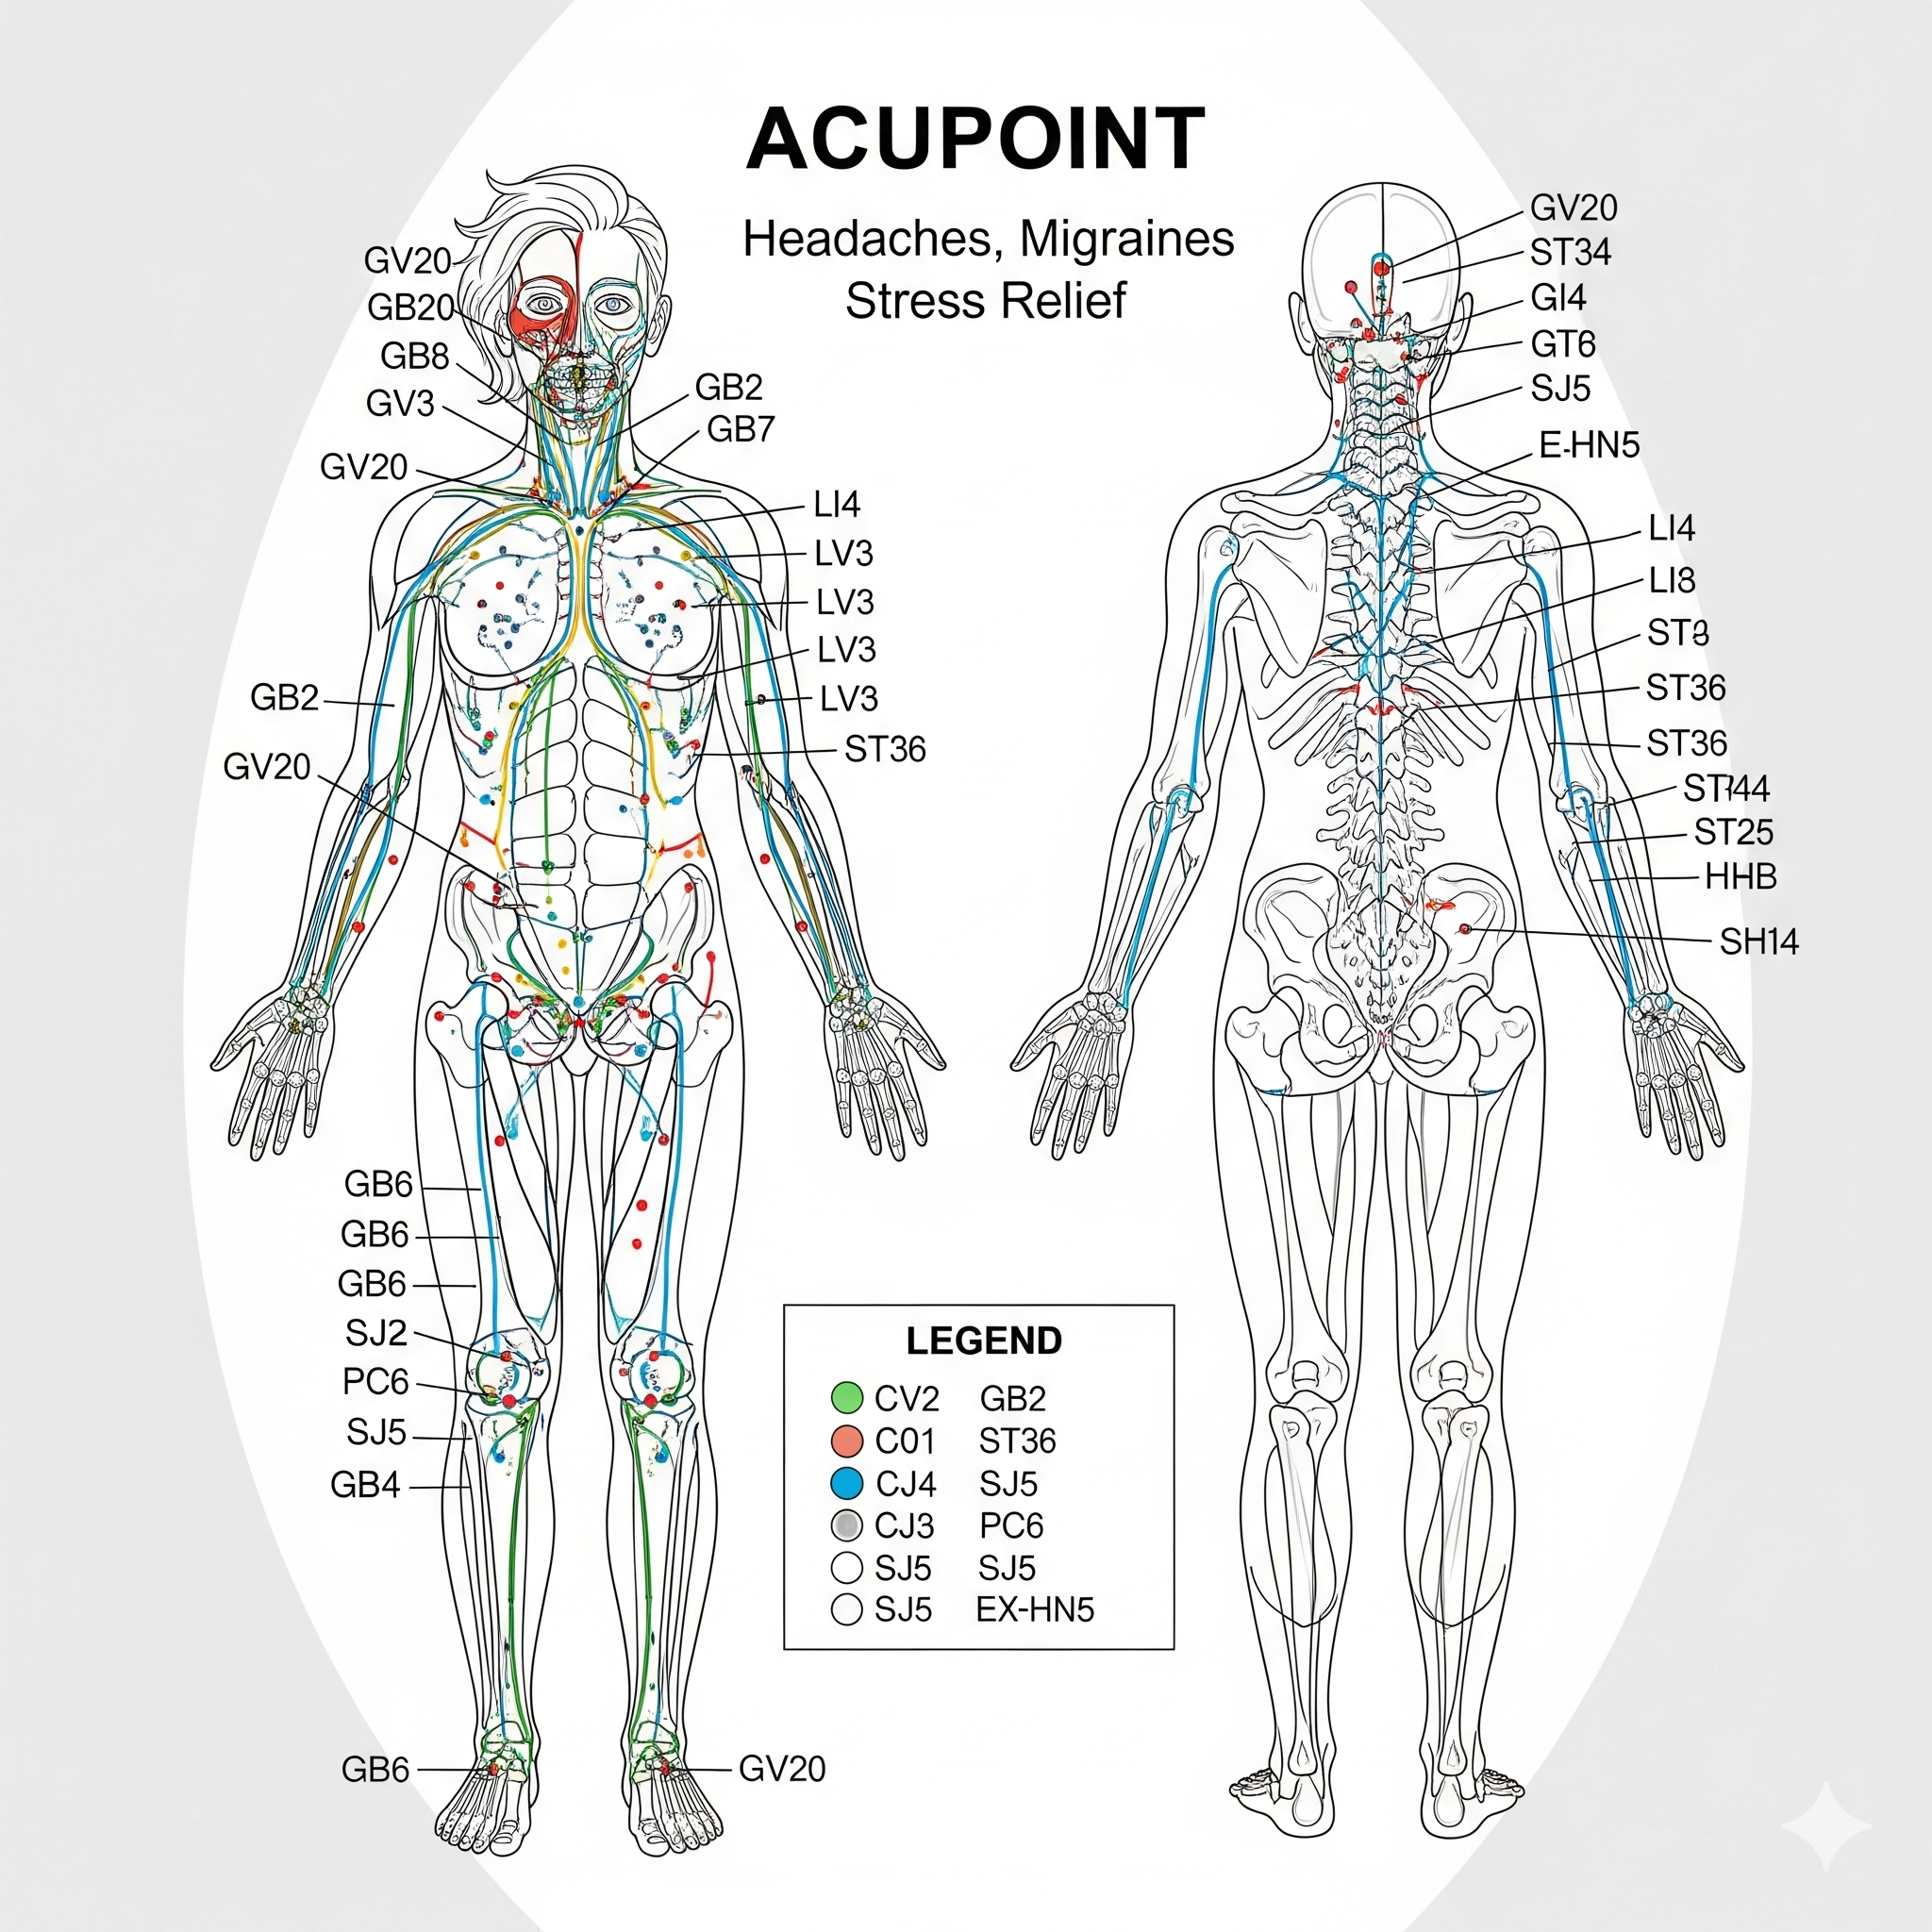 ACUPOINT
Headaches, Migraines
Stress Relief
GV20
GB20
GB8
GV3
GV20
GB2
GV20
GB2
GB7
LI4
LV3
LV3
LV3
LV3
ST36
GB6
GB6
GB6
SJ2
PC6
SJ5
GB4
GB6
GV20
GV20
ST34
GI4
GT6
SJ5
E-HN5
LI4
LI8
ST3
ST36
ST36
ST25
HHB
SH14
LEGEND
CV2 GB2
C01 ST36
CJ4 SJ5
CJ3 PC6
SJ5 SJ5
SJ5 EX-HN5